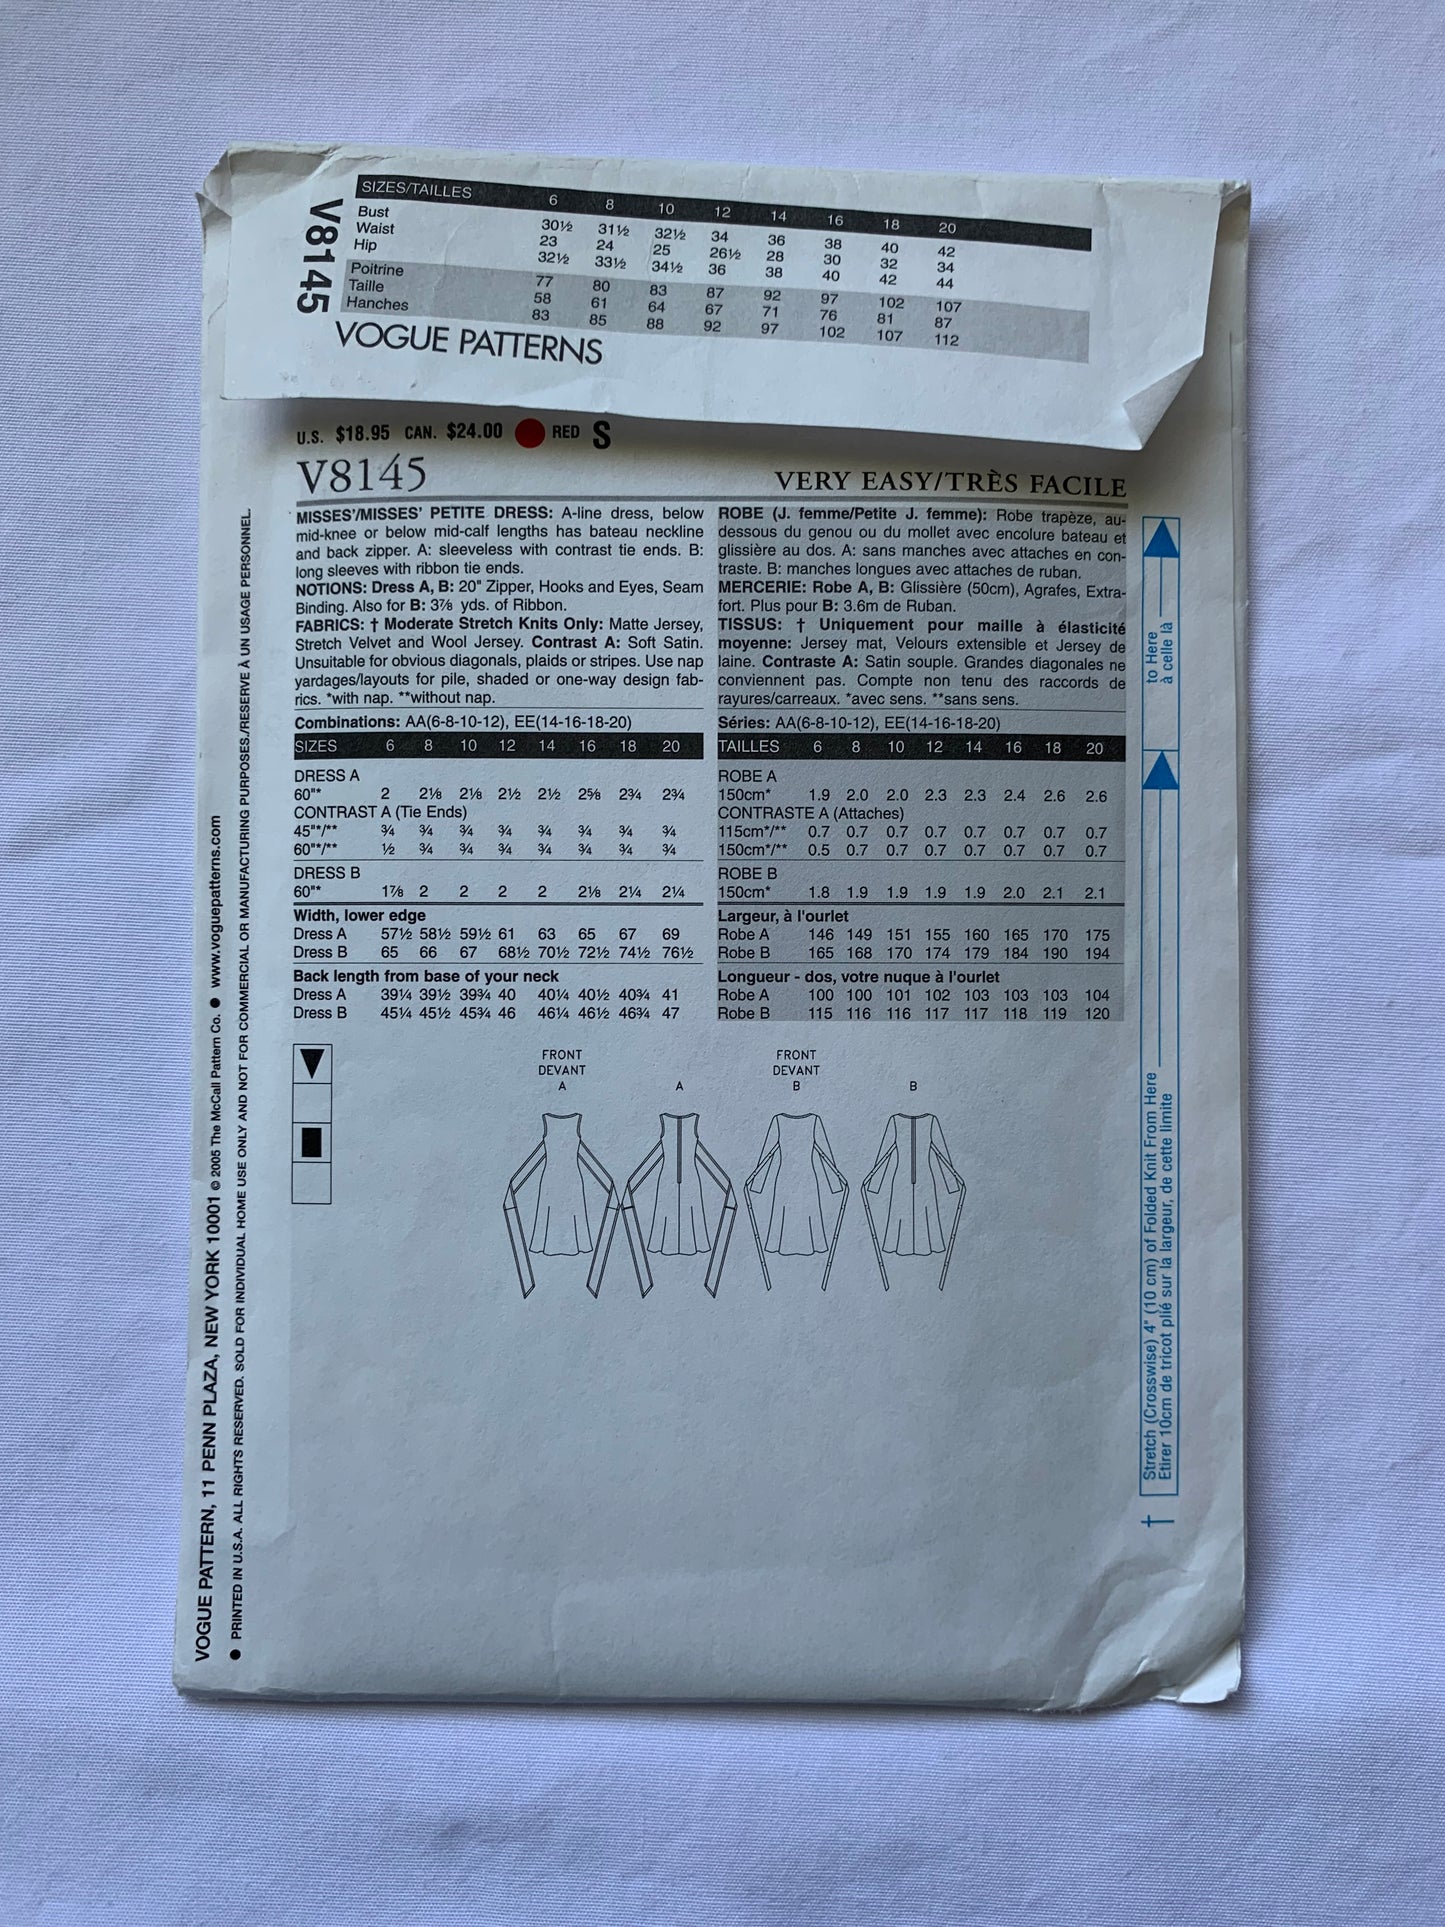 V8145
SIZES/TAILLES 6 8 10 12 14 16 18 20
Bust 30½ 31½ 32½ 34 36 38 40 42
Waist 23 24 25 26½ 28 30 32 34
Hip 32½ 33½ 34½ 36 38 40 42 44
Poitrine 77 80 83 87 92 97 102 107
Taille 58 61 64 67 71 76 81 87
Hanches 83 85 88 92 97 102 107 112
VOGUE PATTERNS
U.S. $18.95 CAN. $24.00 RED S
V8145
VERY EASY/TRÈS FACILE
MISSES'/MISSES' PETITE DRESS: A-line dress, below
mid-knee or below mid-calf lengths has bateau neckline
and back zipper. A: sleeveless with contrast tie ends. B:
long sleeves with ribbon tie ends.
NOTIONS: Dress A, B: 20" Zipper, Hooks and Eyes, Seam
Binding. Also for B: 3⅞ yds. of Ribbon.
FABRICS: † Moderate Stretch Knits Only: Matte Jersey,
Stretch Velvet and Wool Jersey. Contrast A: Soft Satin.
Unsuitable for obvious diagonals, plaids or stripes. Use nap
yardages/layouts for pile, shaded or one-way design fab-
rics. *with nap. **without nap.
Combinations: AA(6-8-10-12), EE(14-16-18-20)
SIZES 6 8 10 12 14 16 18 20
DRESS A
60"* 2 2⅛ 2⅛ 2½ 2½ 2⅝ 2¾ 2¾
CONTRAST A (Tie Ends)
45"*/** ¾ ¾ ¾ ¾ ¾ ¾ ¾ ¾
60"*/** ½ ¾ ¾ ¾ ¾ ¾ ¾ ¾
DRESS B
60"* 1⅞ 2 2 2 2 2⅛ 2¼ 2¼
Width, lower edge
Dress A 57½ 58½ 59½ 61 63 65 67 69
Dress B 65 66 67 68½ 70½ 72½ 74½ 76½
Back length from base of your neck
Dress A 39¼ 39½ 39¾ 40 40¼ 40½ 40¾ 41
Dress B 45¼ 45½ 45¾ 46 46¼ 46½ 46¾ 47
ROBE (J. femme/Petite J. femme): Robe trapèze, au-
dessous du genou ou du mollet avec encolure bateau et
glissière au dos. A: sans manches avec attaches en con-
traste. B: manches longues avec attaches de ruban.
MERCERIE: Robe A, B: Glissière (50cm), Agrafes, Extra-
fort. Plus pour B: 3.6m de Ruban.
TISSUS: † Uniquement pour maille à élasticité
moyenne: Jersey mat, Velours extensible et Jersey de
laine. Contraste A: Satin souple. Grandes diagonales ne
conviennent pas. Compte non tenu des raccords de
rayures/carreaux. *avec sens. **sans sens.
Séries: AA(6-8-10-12), EE(14-16-18-20)
TAILLES 6 8 10 12 14 16 18 20
ROBE A
150cm* 1.9 2.0 2.0 2.3 2.3 2.4 2.6 2.6
CONTRASTE A (Attaches)
115cm*/** 0.7 0.7 0.7 0.7 0.7 0.7 0.7 0.7
150cm*/** 0.5 0.7 0.7 0.7 0.7 0.7 0.7 0.7
ROBE B
150cm* 1.8 1.9 1.9 1.9 1.9 2.0 2.1 2.1
Largeur, à l'ourlet
Robe A 146 149 151 155 160 165 170 175
Robe B 165 168 170 174 179 184 190 194
Longueur - dos, votre nuque à l'ourlet
Robe A 100 100 101 102 103 103 103 104
Robe B 115 116 116 117 117 118 119 120
FRONT
DEVANT
A
A
FRONT
DEVANT
B
B
VOGUE PATTERN, 11 PENN PLAZA, NEW YORK 10001 © 2005 The McCall Pattern Co. ● www.voguepatterns.com
● PRINTED IN U.S.A. ALL RIGHTS RESERVED. SOLD FOR INDIVIDUAL HOME USE ONLY AND NOT FOR COMMERCIAL OR MANUFACTURING PURPOSES./RESERVE À UN USAGE PERSONNEL.
† Stretch (Crosswise) 4" (10 cm) of Folded Knit From Here
Etirer 10cm de tricot plié sur la largeur, de cette limite
to Here
à celle là